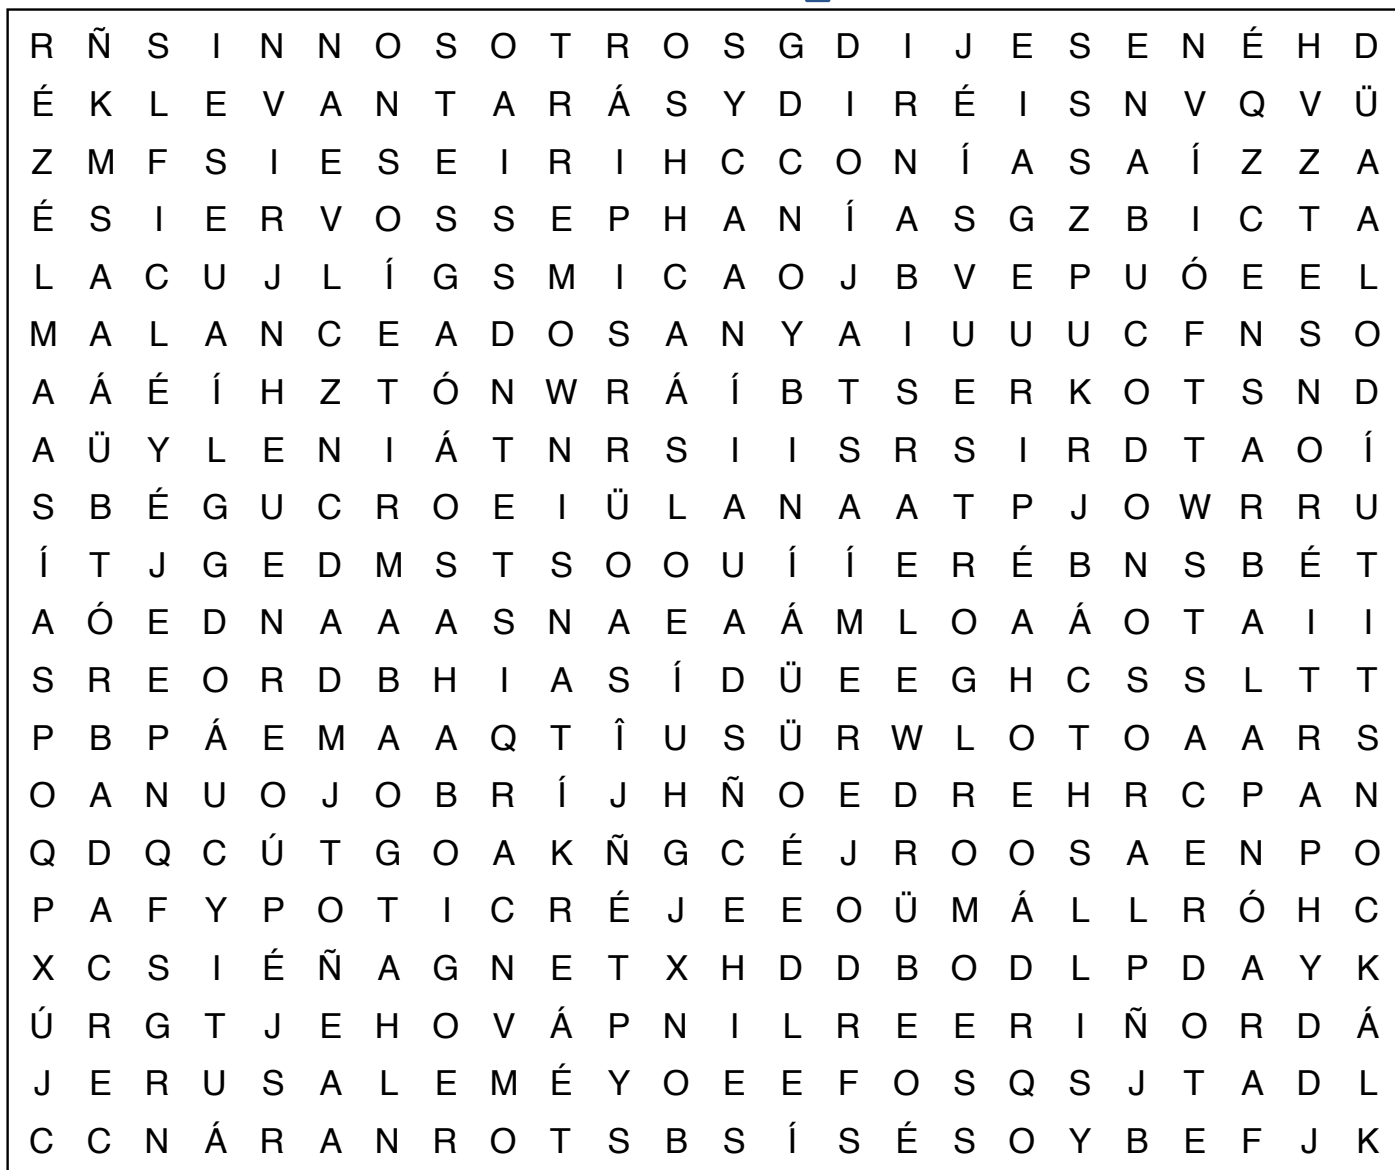 R Ñ S I N N O S O T R O S G D I J E S E N É H D
É K L E V A N T A R Á S Y D I R É I S N V Q V Ü
Z M F S I E S E I R I H C C O N Í A S A Í Z Z A
É S I E R V O S S E P H A N Í A S G Z B I C T A
L A C U J L Í G S M I C A O J B V E P U Ó E E L
M A L A N C E A D O S A N Y A I U U U C F N S O
A Á É Í H Z T Ó N W R Á Í B T S E R K O T S N D
A Ü Y L E N I Á T N R S I I S R S I R D T A O Í
S B É G U C R O E I Ü L A N A A T P J O W R R U
Í T J G E D M S T S O O U Í Í E R É B N S B É T
A Ó E D N A A A S N A E A Á M L O A Á O T A I I
S R E O R D B H I A S Í D Ü E E G H C S S L T T
P B P Á E M A A Q T Î U S Ü R W L O T O A A R S
O A N U O J O B R Í J H Ñ O E D R E H R C P A N
Q D Q C Ú T G O A K Ñ G C É J R O O S A E N P O
P A F Y P O T I C R É J E E O Ü M Á L L R Ó H C
X C S I É Ñ A G N E T X H D D B O D L P D A Y K
Ú R G T J E H O V Á P N I L R E E R I Ñ O R D Á
J E R U S A L E M É Y O E E F O S Q S J T A D L
C C N Á R A N R O T S B S Í S É S O Y B E F J K